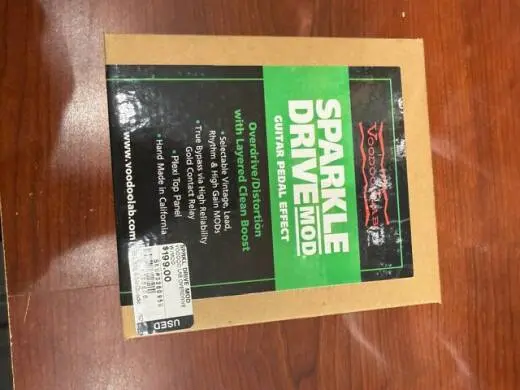 VOODOO LAB
SPARKLE
DRIVE MOD
GUITAR PEDAL EFFECT
Overdrive/Distortion
with Layered Clean Boost
• Selectable Vintage, Lead,
Rhythm & High Gain MODs
• True Bypass via High Reliability
Gold Contact Relay
• Plexi Top Panel
• Hand Made in California
www.voodoolab.com
SPRKL DRIVE MOD
$199.00
USED